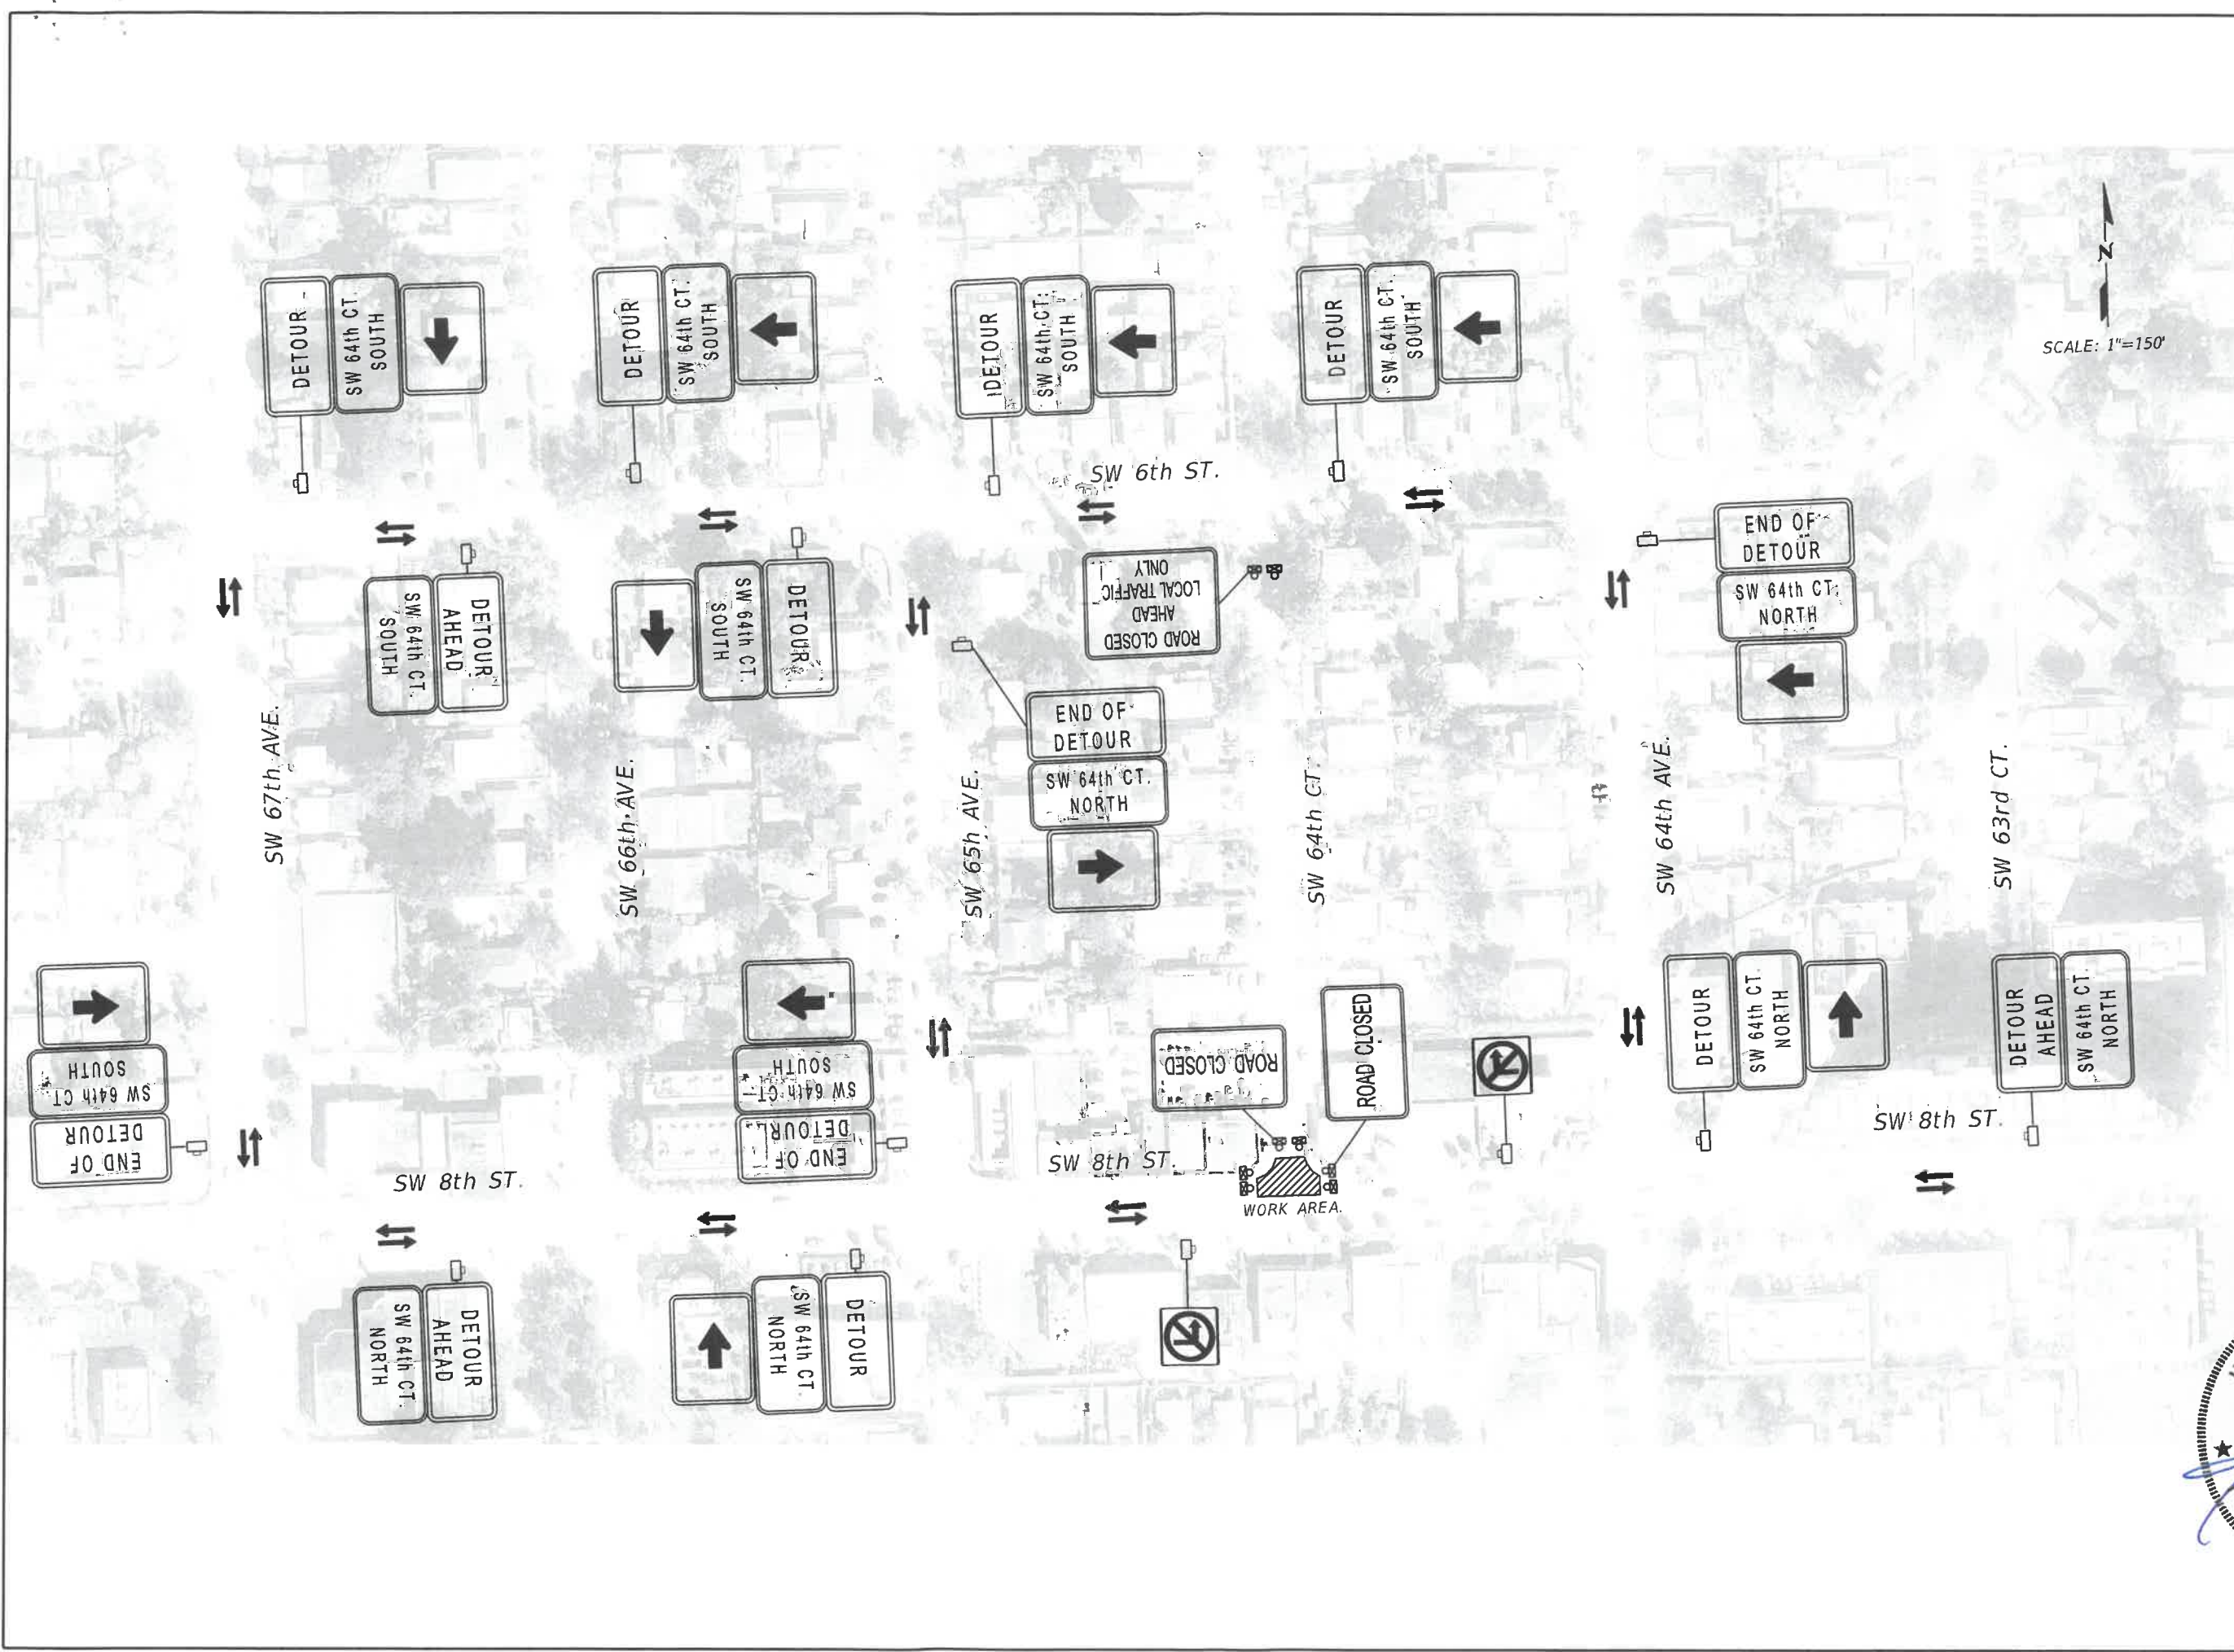 DETOUR
SW 64th CT.
SOUTH
DETOUR
SW 64th CT.
SOUTH
DETOUR
SW 64th CT.
SOUTH
DETOUR
SW 64th CT.
SOUTH
N
SCALE: 1"=150'
SW 6th ST.
DETOUR
AHEAD
SW 64th CT.
SOUTH
DETOUR
SW 64th CT.
SOUTH
ROAD CLOSED
AHEAD
LOCAL TRAFFIC
ONLY
END OF
DETOUR
SW 64th CT.
NORTH
END OF
DETOUR
SW 64th CT.
NORTH
SW 67th AVE.
SW 66th AVE.
SW 65h AVE.
SW 64th CT.
SW 64th AVE.
SW 63rd CT.
END OF
DETOUR
SW 64th CT
SOUTH
END OF
DETOUR
SW 64th CT
SOUTH
ROAD CLOSED
ROAD CLOSED
DETOUR
SW 64th CT.
NORTH
DETOUR
AHEAD
SW 64th CT.
NORTH
SW 8th ST.
SW 8th ST.
SW 8th ST.
WORK AREA.
DETOUR
AHEAD
SW 64th CT.
NORTH
DETOUR
SW 64th CT.
NORTH